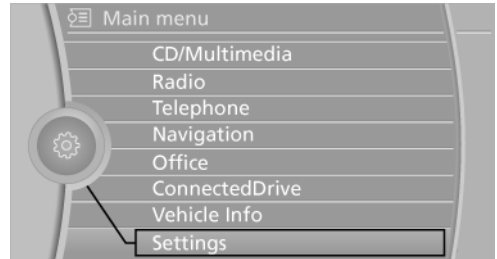 Main menu
CD/Multimedia
Radio
Telephone
Navigation
Office
ConnectedDrive
Vehicle Info
Settings